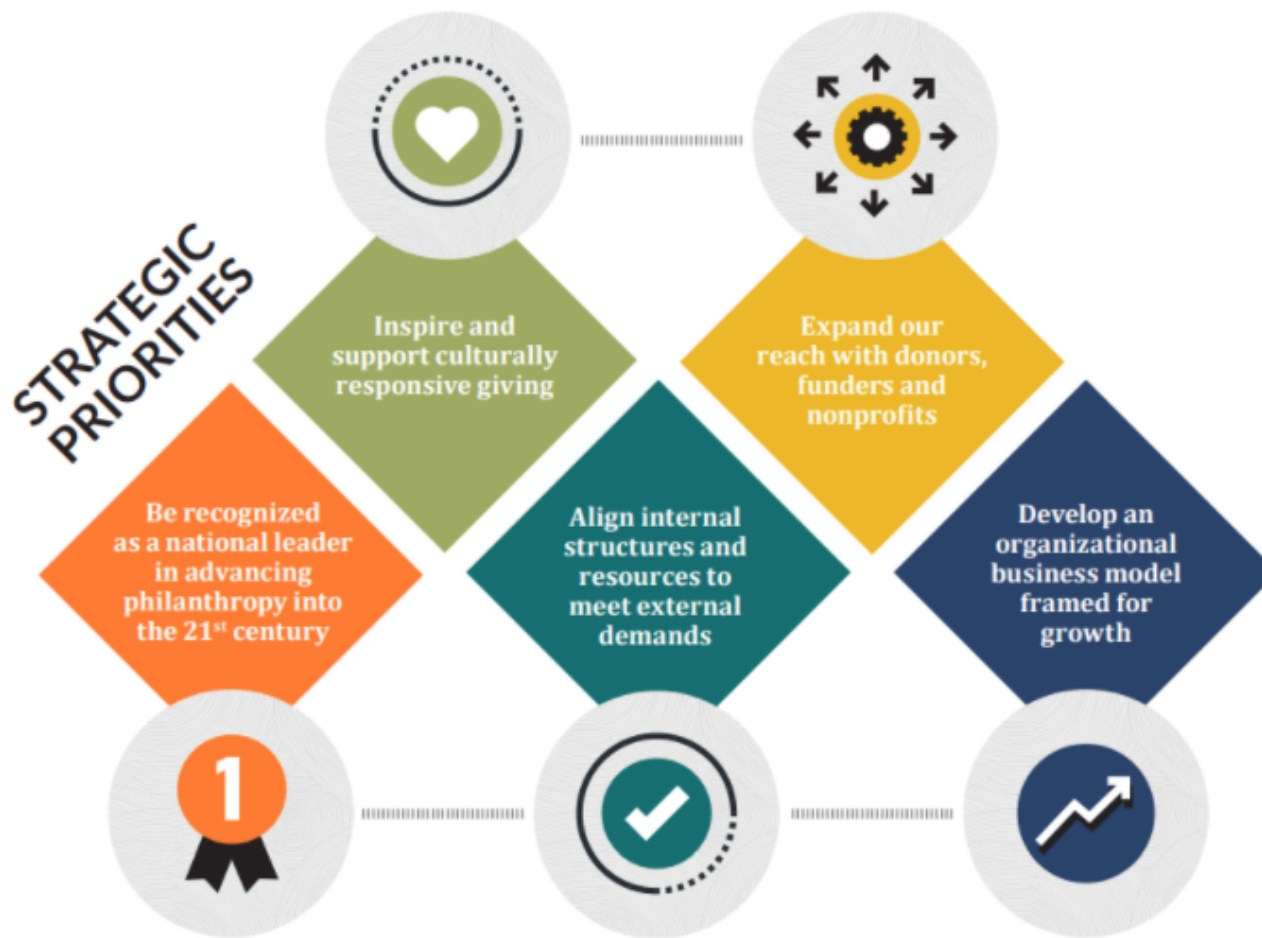 STRATEGIC
PRIORITIES
Be recognized
as a national leader
in advancing
philanthropy into
the 21st century
Inspire and
support culturally
responsive giving
Align internal
structures and
resources to
meet external
demands
Expand our
reach with donors,
funders and
nonprofits
Develop an
organizational
business model
framed for
growth
1